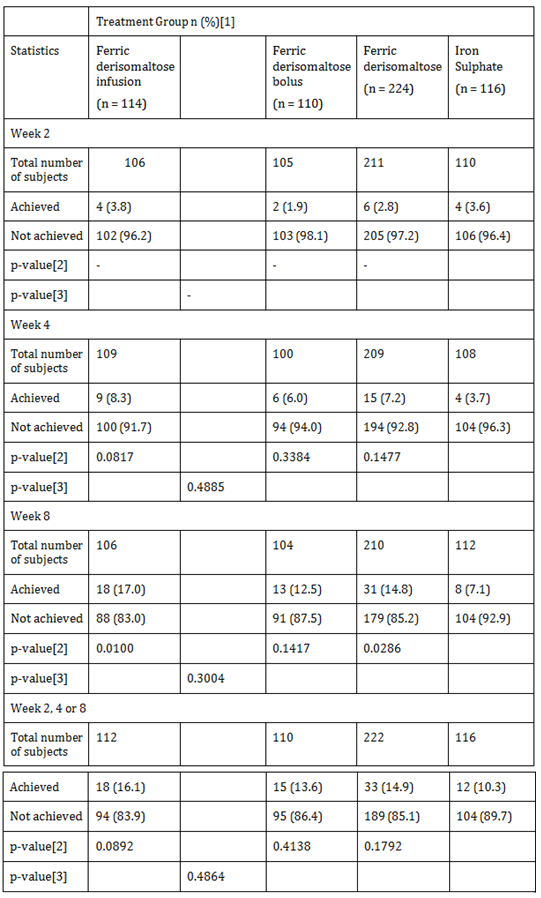 Treatment Group n (%)[1]
Statistics
Ferric
derisomaltose
infusion
(n = 114)
Ferric
derisomaltose
bolus
(n = 110)
Ferric
derisomaltose
(n = 224)
Iron
Sulphate
(n = 116)
Week 2
Total number
of subjects
106 105 211 110
Achieved 4 (3.8) 2 (1.9) 6 (2.8) 4 (3.6)
Not achieved 102 (96.2) 103 (98.1) 205 (97.2) 106 (96.4)
p-value[2] - - -
p-value[3] -
Week 4
Total number
of subjects
109 100 209 108
Achieved 9 (8.3) 6 (6.0) 15 (7.2) 4 (3.7)
Not achieved 100 (91.7) 94 (94.0) 194 (92.8) 104 (96.3)
p-value[2] 0.0817 0.3384 0.1477
p-value[3] 0.4885
Week 8
Total number
of subjects
106 104 210 112
Achieved 18 (17.0) 13 (12.5) 31 (14.8) 8 (7.1)
Not achieved 88 (83.0) 91 (87.5) 179 (85.2) 104 (92.9)
p-value[2] 0.0100 0.1417 0.0286
p-value[3] 0.3004
Week 2, 4 or 8
Total number
of subjects
112 110 222 116
Achieved 18 (16.1) 15 (13.6) 33 (14.9) 12 (10.3)
Not achieved 94 (83.9) 95 (86.4) 189 (85.1) 104 (89.7)
p-value[2] 0.0892 0.4138 0.1792
p-value[3] 0.4864